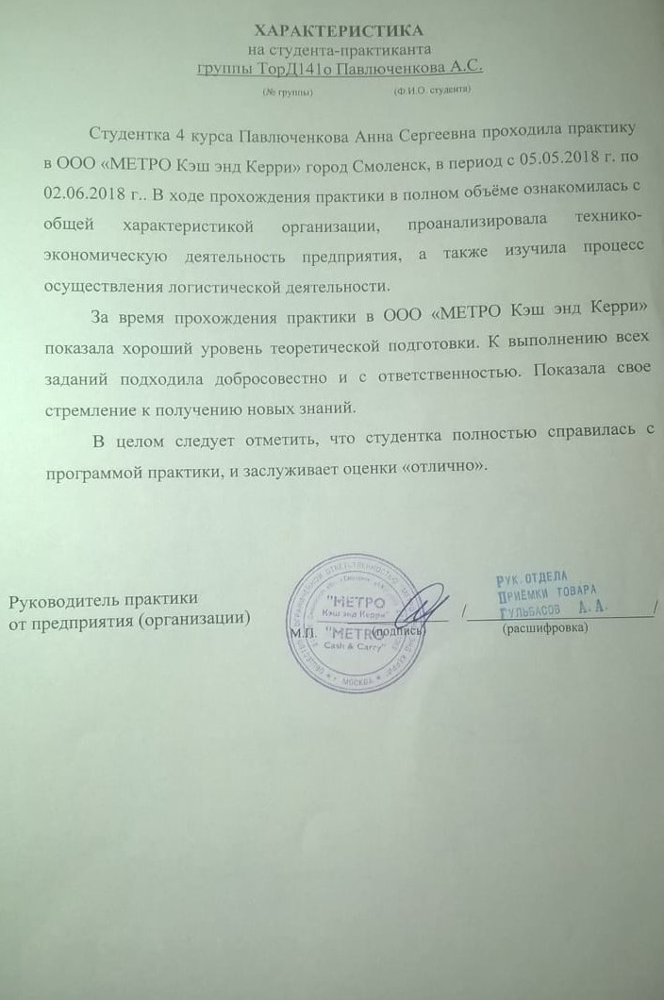 ХАРАКТЕРИСТИКА
на студента-практиканта
группы ТорД141о Павлюченкова А.С.
(№ группы) (Ф.И.О. студента)
Студентка 4 курса Павлюченкова Анна Сергеевна проходила практику
в ООО «МЕТРО Кэш энд Керри» город Смоленск, в период с 05.05.2018 г. по
02.06.2018 г.. В ходе прохождения практики в полном объёме ознакомилась с
общей характеристикой организации, проанализировала технико-
экономическую деятельность предприятия, а также изучила процесс
осуществления логистической деятельности.
За время прохождения практики в ООО «МЕТРО Кэш энд Керри»
показала хороший уровень теоретической подготовки. К выполнению всех
заданий подходила добросовестно и с ответственностью. Показала свое
стремление к получению новых знаний.
В целом следует отметить, что студентка полностью справилась с
программой практики, и заслуживает оценки «отлично».
Руководитель практики
от предприятия (организации)
М.П. (подпись)
"МЕТРО
Кэш энд Керри"
"METRO
Cash & Carry"
г. МОСКВА
/ РУК.ОТДЕЛА
ПРИЕМКИ ТОВАРА
ГУЛЬБАСОВ А.А. /
(расшифровка)